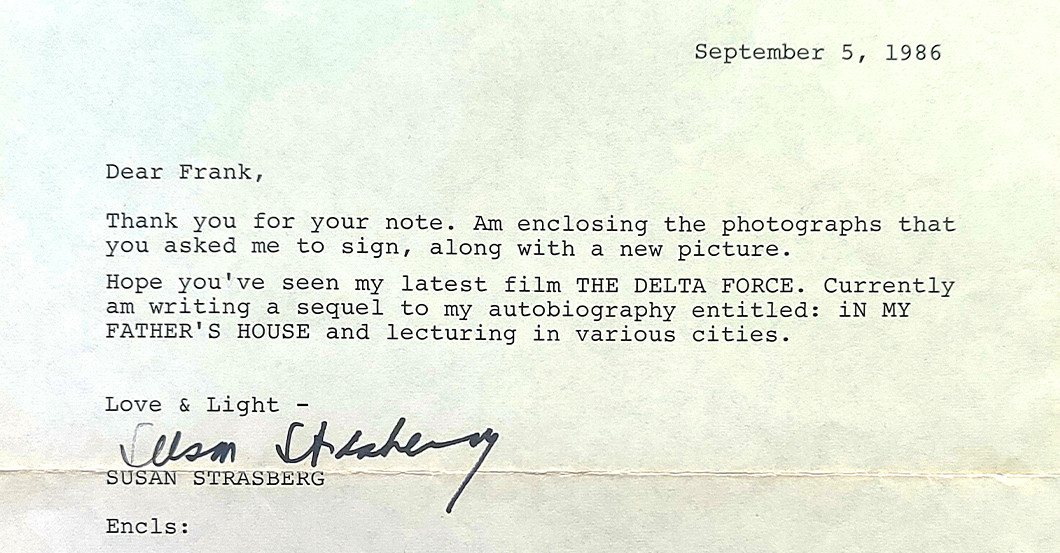 September 5, 1986
Dear Frank,
Thank you for your note. Am enclosing the photographs that
you asked me to sign, along with a new picture.
Hope you've seen my latest film THE DELTA FORCE. Currently
am writing a sequel to my autobiography entitled: iN MY
FATHER'S HOUSE and lecturing in various cities.
Love & Light -
Susan Strasberg
SUSAN STRASBERG
Encls: